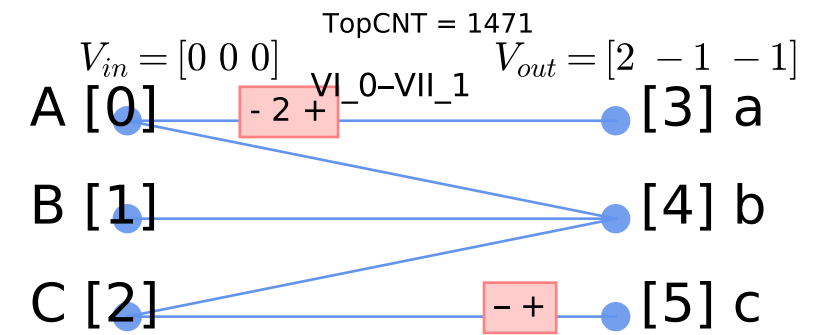 TopCNT = 1471
V_in = [0 0 0]
V_out = [2 −1 −1]
VI_0–VII_1
A [0]
- 2 +
[3] a
B [1]
[4] b
C [2]
– +
[5] c